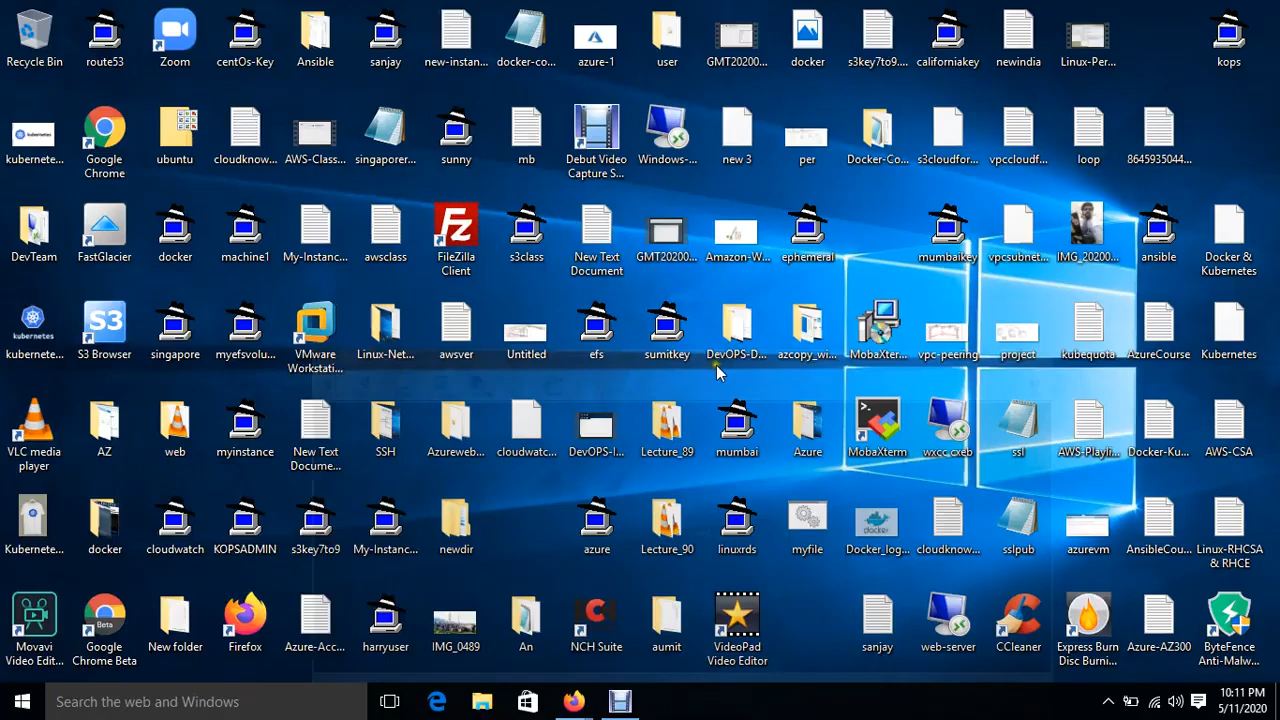 Recycle Bin
route53
Zoom
centOs-Key
Ansible
sanjay
new-instan...
docker-co...
azure-1
user
GMT20200...
docker
s3key7to9....
californiakey
newindia
Linux-Per...
kops
kubernete...
Google
Chrome
ubuntu
cloudknow...
AWS-Class...
singaporer...
sunny
mb
Debut Video
Capture S...
Windows-...
new 3
per
Docker-Co...
s3cloudfor...
vpccloudf...
loop
8645935044...
DevTeam
FastGlacier
docker
machine1
My-Instanc...
awsclass
FileZilla
Client
s3class
New Text
Document
GMT20200...
Amazon-W...
ephemeral
mumbaikey
vpcsubnet...
IMG_20200...
ansible
Docker &
Kubernetes
kubernetes
kubernete...
S3
S3 Browser
singapore
myefsvolu...
VMware
Workstati...
Linux-Net...
awsver
Untitled
efs
sumitkey
DevOPS-D...
azcopy_wi...
MobaXter...
vpc-peering
project
kubequota
AzureCourse
Kubernetes
VLC media
player
AZ
web
myinstance
New Text
Docume...
SSH
Azureweb...
cloudwatc...
DevOPS-I...
Lecture_89
mumbai
Azure
MobaXterm
wxcc_cxeb
ssl
AWS-Playli...
Docker-Ku...
AWS-CSA
Kubernete...
docker
cloudwatch
KOPSADMIN
s3key7to9
My-Instanc...
newdir
azure
Lecture_90
linuxrds
myfile
Docker_log...
cloudknow...
sslpub
azurevm
AnsibleCou...
Linux-RHCSA
& RHCE
Movavi
Video Edit...
Beta
Google
Chrome Beta
New folder
Firefox
Azure-Acc...
harryuser
IMG_0489
An
NCH Suite
aumit
VideoPad
Video Editor
sanjay
web-server
CCleaner
Express Burn
Disc Burni...
Azure-AZ300
ByteFence
Anti-Malw...
Search the web and Windows
10:11 PM
5/11/2020